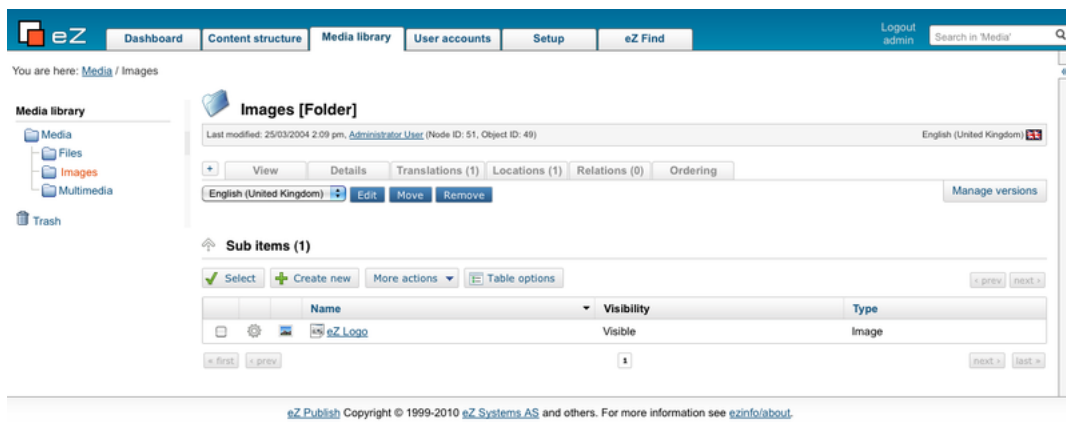 eZ
Dashboard Content structure Media library User accounts Setup eZ Find
Logout
admin
Search in 'Media'
You are here: Media / Images
Media library
Media
Files
Images
Multimedia
Trash
Images [Folder]
Last modified: 25/03/2004 2:09 pm, Administrator User (Node ID: 51, Object ID: 49) English (United Kingdom)
+ View Details Translations (1) Locations (1) Relations (0) Ordering
English (United Kingdom) Edit Move Remove Manage versions
Sub items (1)
Select Create new More actions Table options ‹ prev next ›
Name Visibility Type
eZ Logo Visible Image
« first ‹ prev 1 next › last »
eZ Publish Copyright © 1999-2010 eZ Systems AS and others. For more information see ezinfo/about.